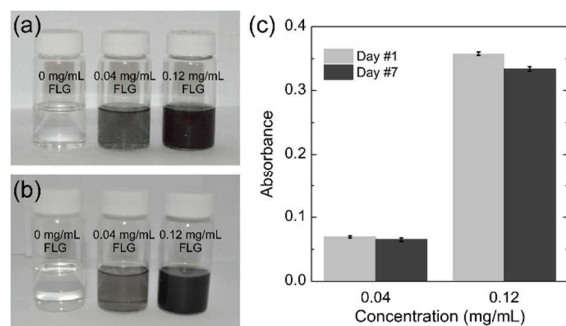 (a)
0 mg/mL
FLG
0.04 mg/mL
FLG
0.12 mg/mL
FLG
(b)
0 mg/mL
FLG
0.04 mg/mL
FLG
0.12 mg/mL
FLG
(c)
Day #1
Day #7
Absorbance
0.4
0.3
0.2
0.1
0.0
0.04
0.12
Concentration (mg/mL)